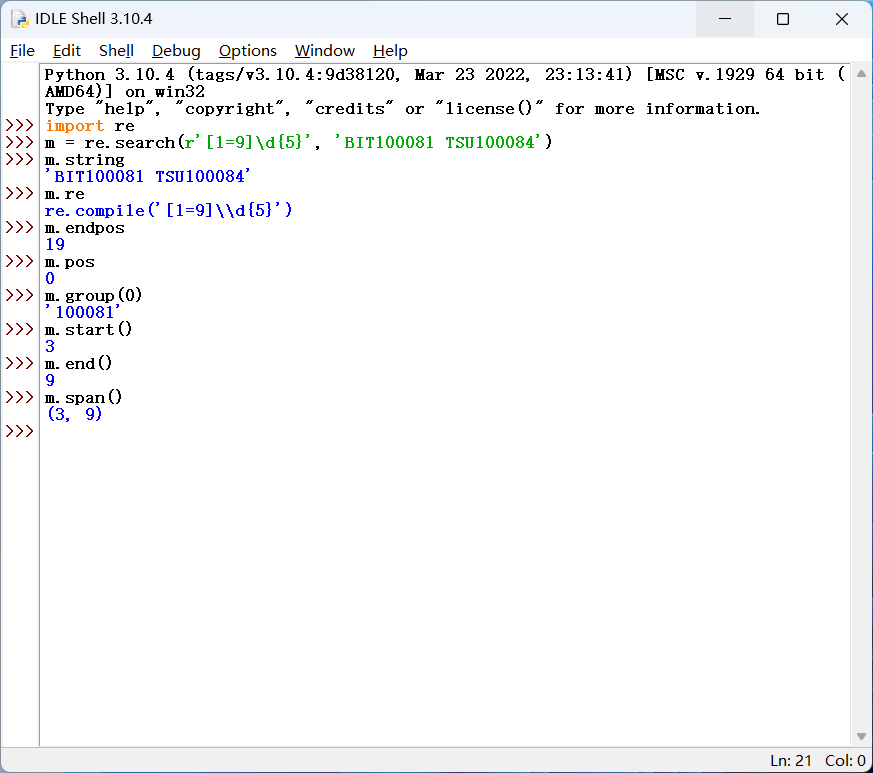 IDLE Shell 3.10.4
File Edit Shell Debug Options Window Help
Python 3.10.4 (tags/v3.10.4:9d38120, Mar 23 2022, 23:13:41) [MSC v.1929 64 bit (
AMD64)] on win32
Type "help", "copyright", "credits" or "license()" for more information.
>>> import re
>>> m = re.search(r'[1=9]\d{5}', 'BIT100081 TSU100084')
>>> m.string
'BIT100081 TSU100084'
>>> m.re
re.compile('[1=9]\\d{5}')
>>> m.endpos
19
>>> m.pos
0
>>> m.group(0)
'100081'
>>> m.start()
3
>>> m.end()
9
>>> m.span()
(3, 9)
>>>
Ln: 21 Col: 0